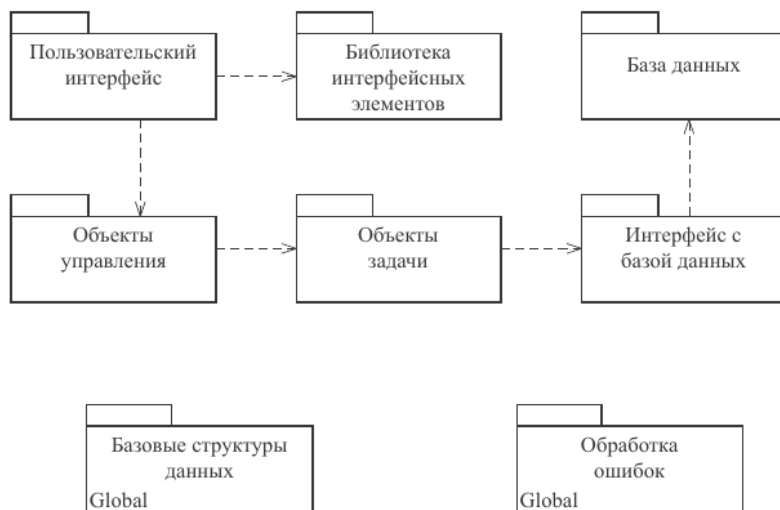 Пользовательский
интерфейс
Библиотека
интерфейсных
элементов
База данных
Объекты
управления
Объекты
задачи
Интерфейс с
базой данных
Базовые структуры
данных
Global
Обработка
ошибок
Global